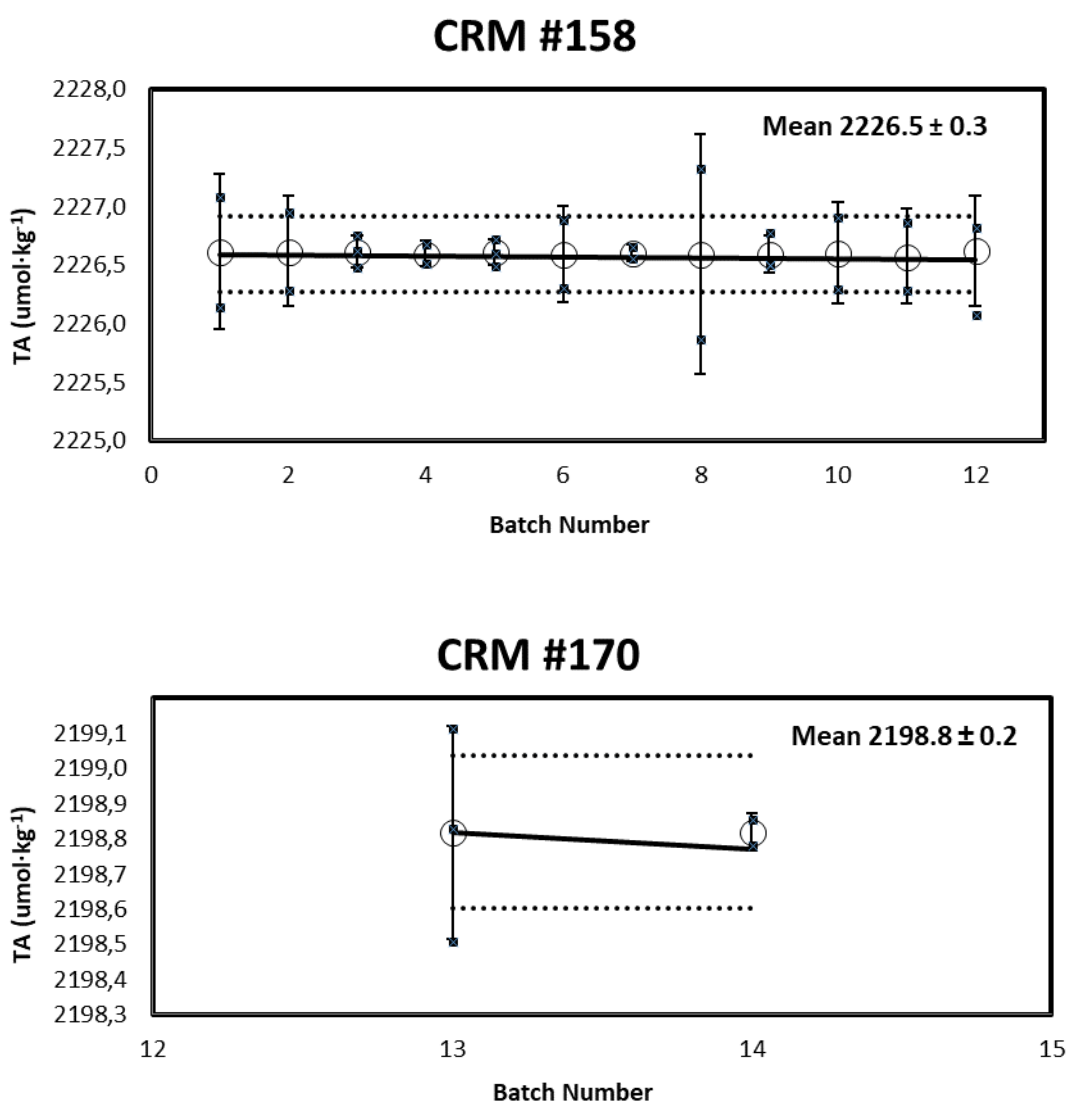 CRM #158
Mean 2226.5 ± 0.3
TA (umol·kg-1)
2228,0
2227,5
2227,0
2226,5
2226,0
2225,5
2225,0
0 2 4 6 8 10 12
Batch Number
CRM #170
Mean 2198.8 ± 0.2
TA (umol·kg-1)
2199,1
2199,0
2198,9
2198,8
2198,7
2198,6
2198,5
2198,4
2198,3
12 13 14 15
Batch Number